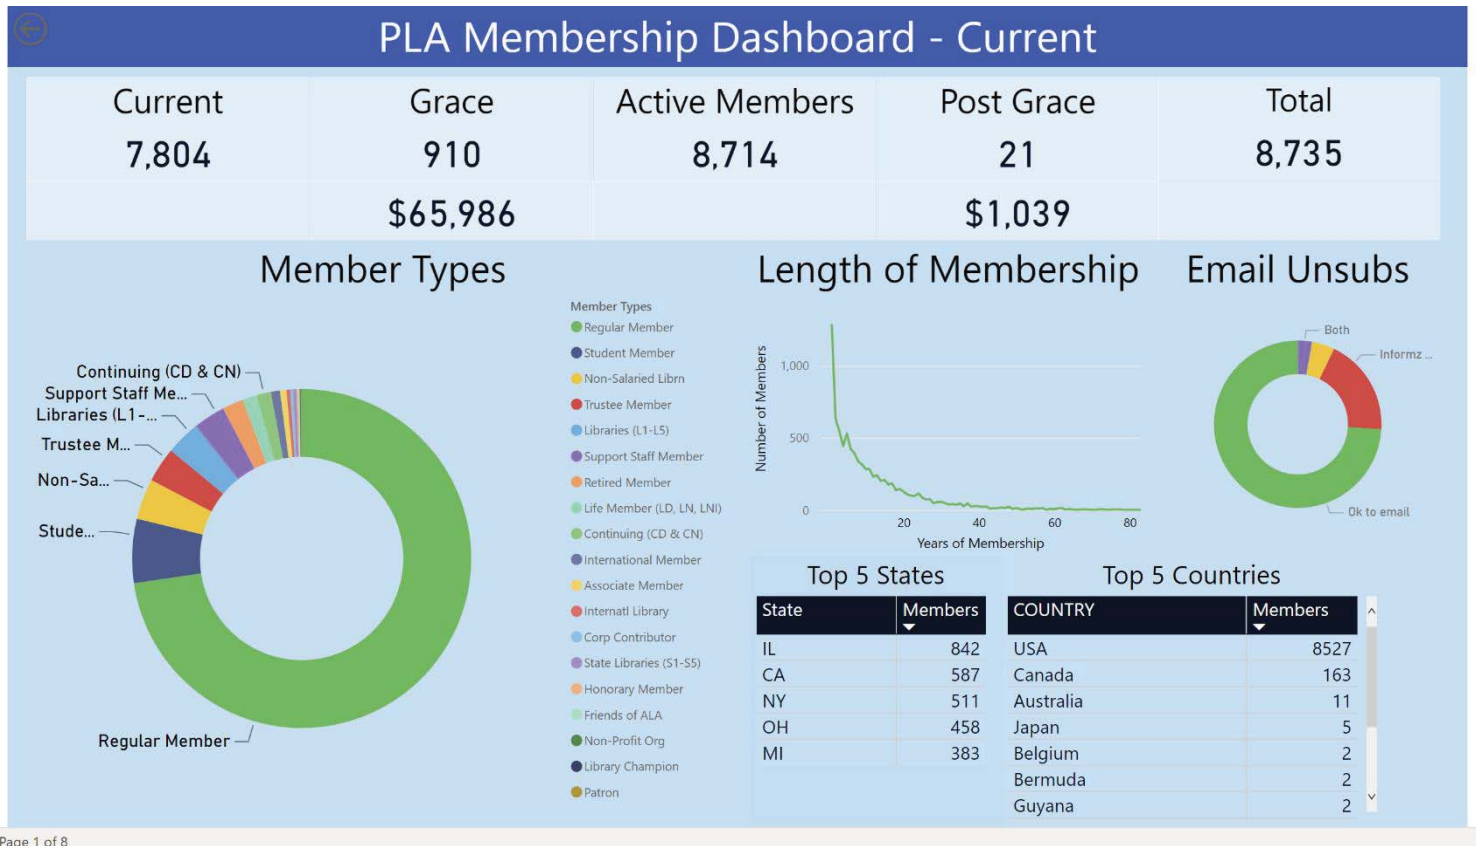 PLA Membership Dashboard - Current
Current
Grace
Active Members
Post Grace
Total
7,804
910
8,714
21
8,735
$65,986
$1,039
Member Types
Length of Membership
Email Unsubs
Continuing (CD & CN)
Support Staff Me...
Libraries (L1-...
Trustee M...
Non-Sa...
Stude...
Regular Member
Member Types
Regular Member
Student Member
Non-Salaried Librn
Trustee Member
Libraries (L1-L5)
Support Staff Member
Retired Member
Life Member (LD, LN, LNI)
Continuing (CD & CN)
International Member
Associate Member
Internatl Library
Corp Contributor
State Libraries (S1-S5)
Honorary Member
Friends of ALA
Non-Profit Org
Library Champion
Patron
Number of Members
1,000
500
0
20 40 60 80
Years of Membership
Both
Informz ...
Ok to email
Top 5 States
State Members
IL 842
CA 587
NY 511
OH 458
MI 383
Top 5 Countries
COUNTRY Members
USA 8527
Canada 163
Australia 11
Japan 5
Belgium 2
Bermuda 2
Guyana 2
Page 1 of 8